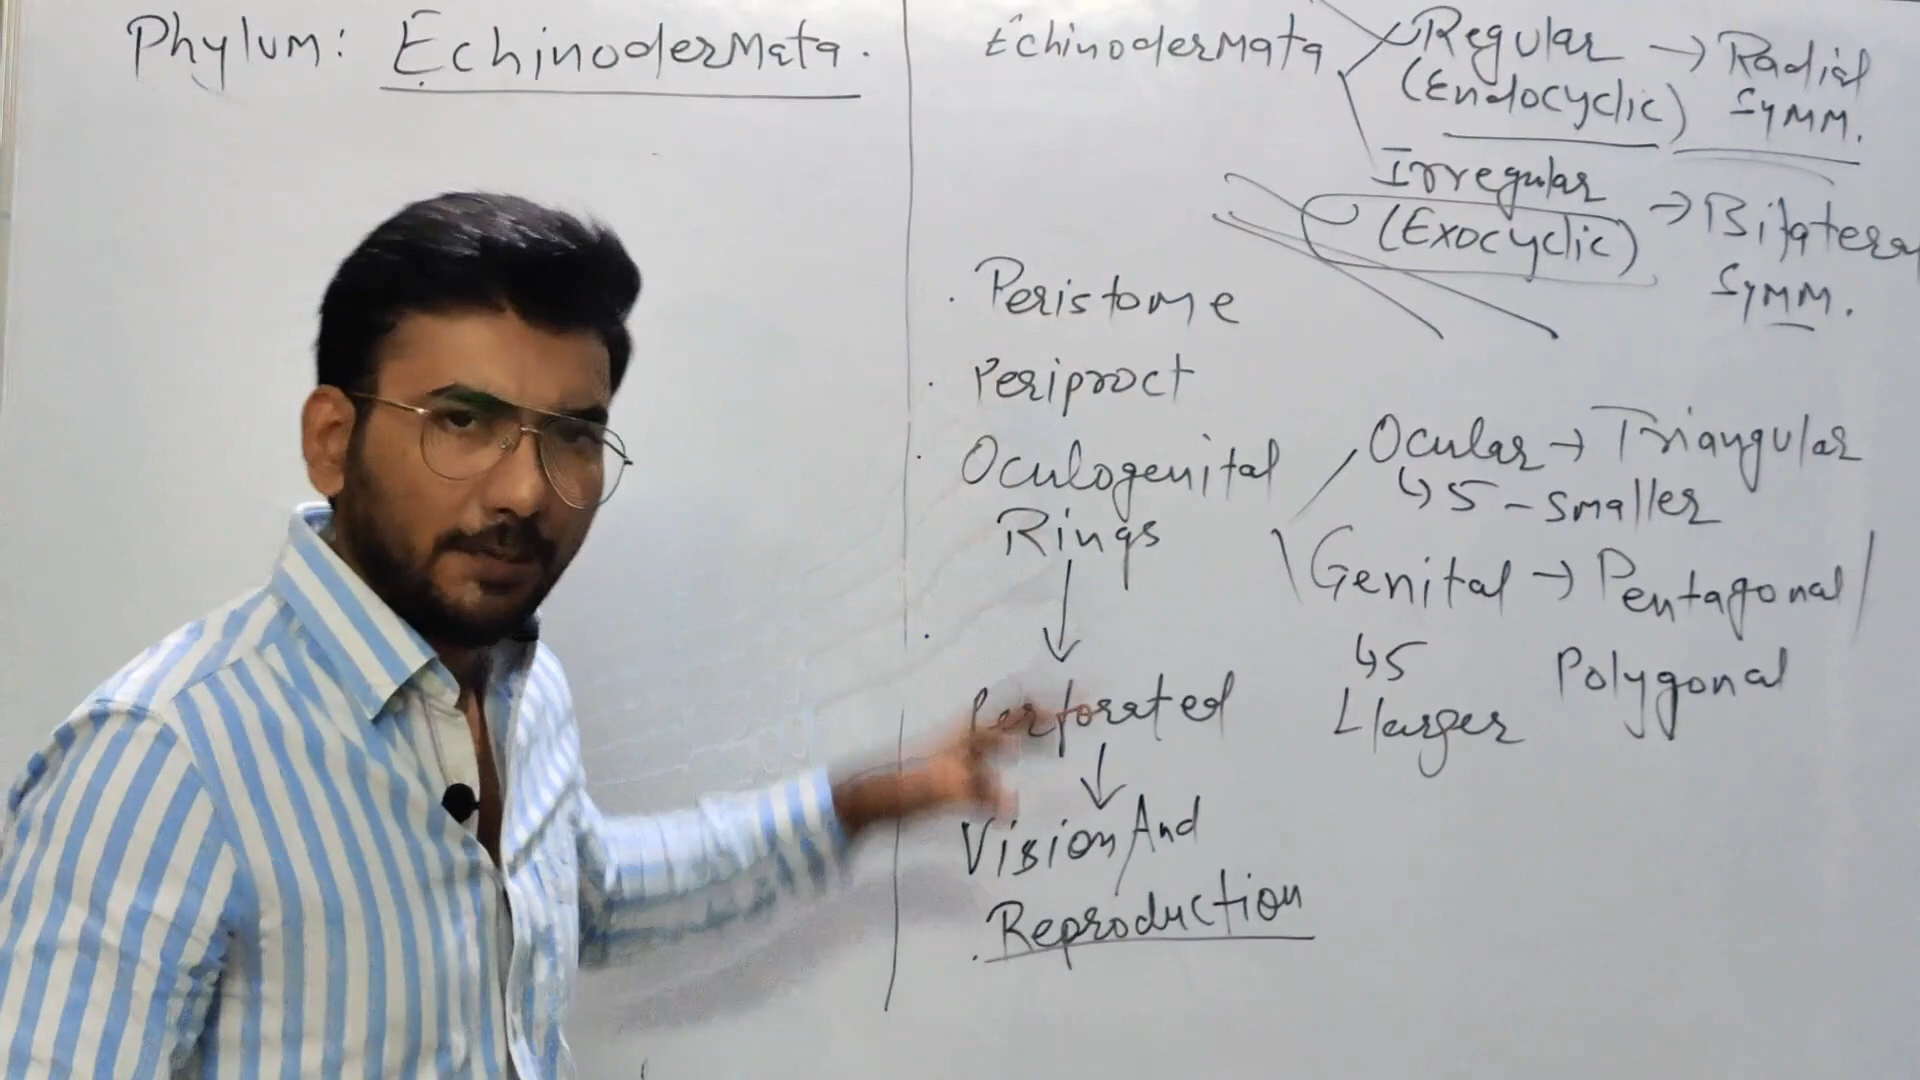 Phylum: Echinodermata.
Echinodermata
Regular → Radial
(Endocyclic) Symm.
Irregular
(Exocyclic) → Bilateral
Symm.
. Peristome
. Periproct
. Oculogenital
Rings
Ocular → Triangular
↳ 5 - Smaller
Genital → Pentagonal
↳ 5 Polygonal
Llarger
Perforated
Vision And
. Reproduction